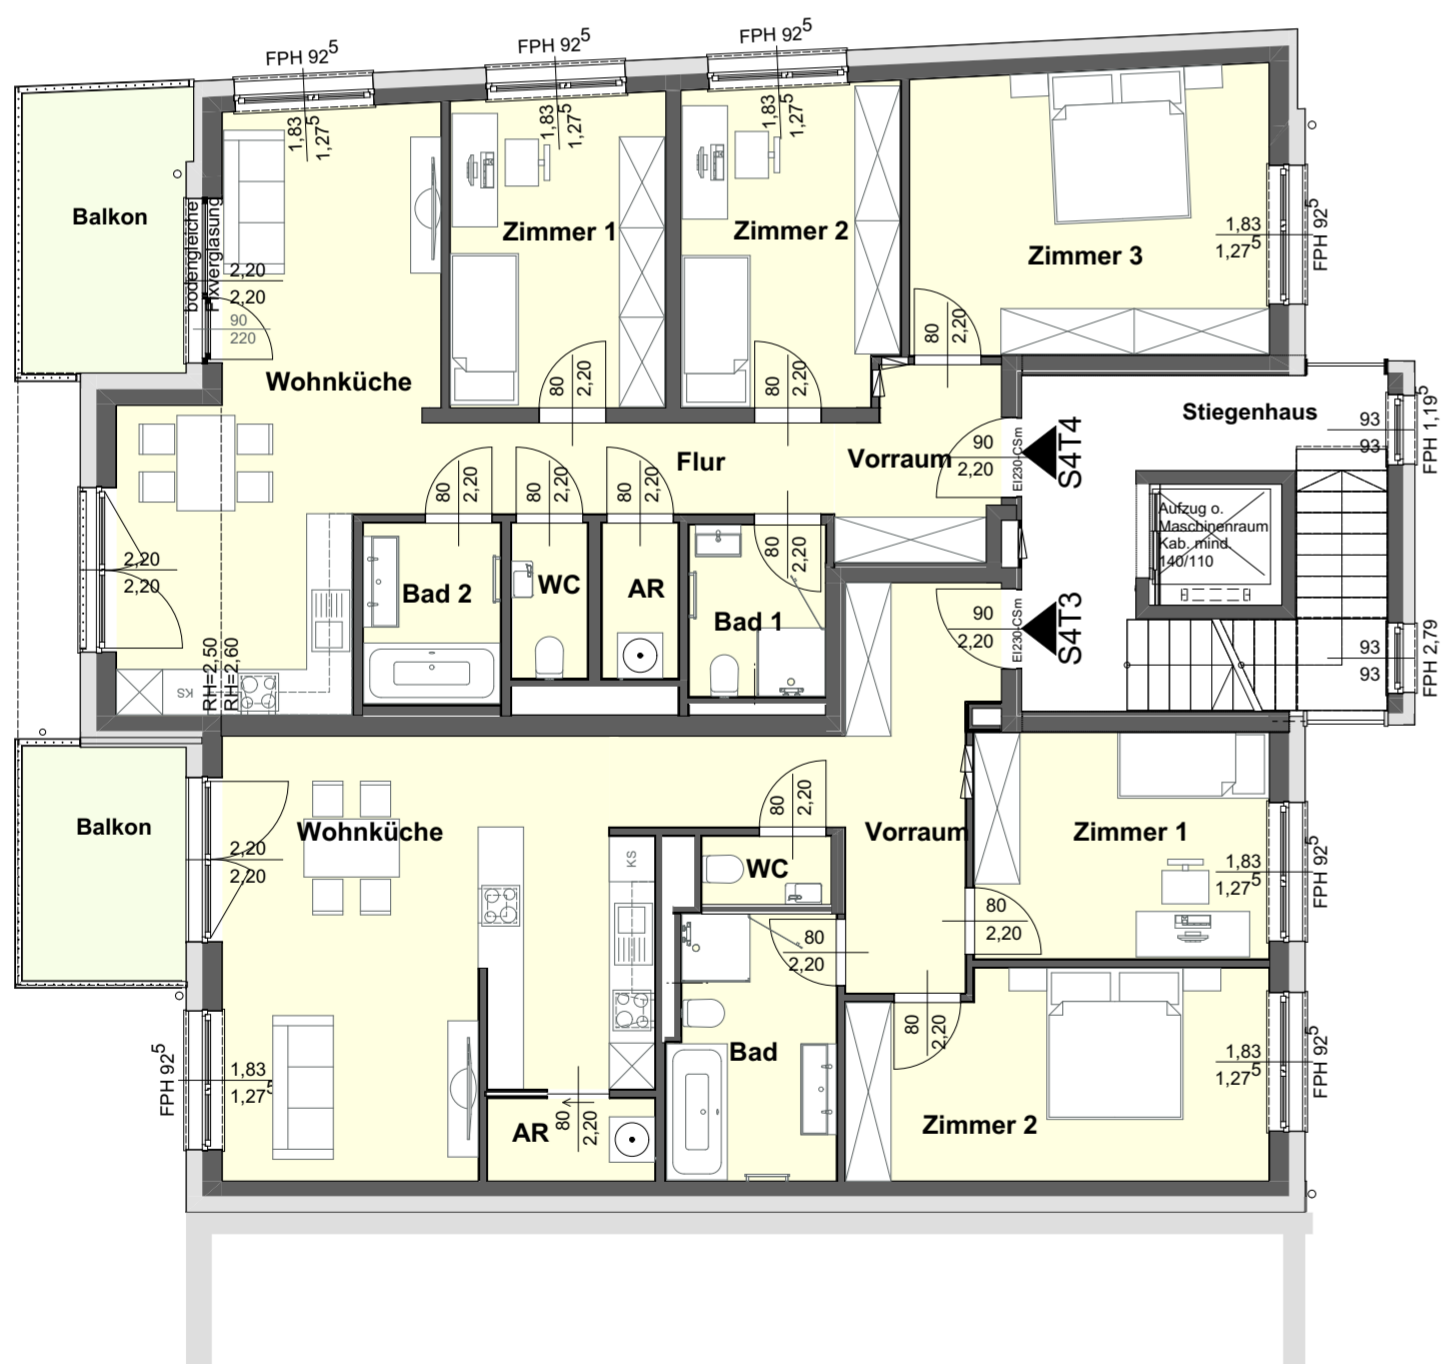 FPH 92⁵
FPH 92⁵
FPH 92⁵
1,83
1,27⁵
1,83
1,27⁵
1,83
1,27⁵
Balkon
bodengleiche
Fixverglasung
2,20
2,20
90
220
Zimmer 1
Zimmer 2
Zimmer 3
1,83
1,27⁵
FPH 92⁵
Wohnküche
80
2,20
80
2,20
80
2,20
Stiegenhaus
93
93
FPH 1,19⁵
Flur
Vorraum
90
2,20
EI230-CSm
S4T4
80
2,20
80
2,20
80
2,20
80
2,20
Aufzug o.
Maschinenraum
Kab. mind.
140/110
2,20
2,20
Bad 2
WC
AR
Bad 1
90
2,20
EI230-CSm
S4T3
93
93
FPH 2,79
KS
RH=2,50
RH=2,60
Balkon
Wohnküche
2,20
2,20
80
2,20
Vorraum
Zimmer 1
1,83
1,27⁵
FPH 92⁵
KS
WC
80
2,20
80
2,20
FPH 92⁵
1,83
1,27⁵
Bad
80
2,20
1,83
1,27⁵
FPH 92⁵
AR
80
2,20
Zimmer 2